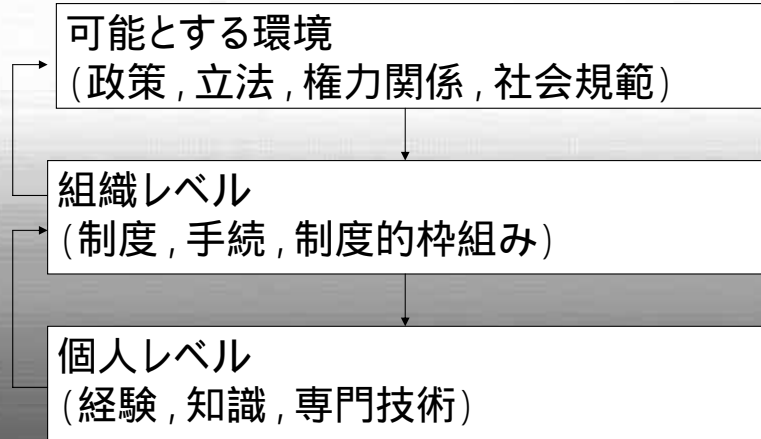 可能とする環境
(政策 , 立法 , 権力関係 , 社会規範)
組織レベル
(制度 , 手続 , 制度的枠組み)
個人レベル
(経験 , 知識 , 専門技術)